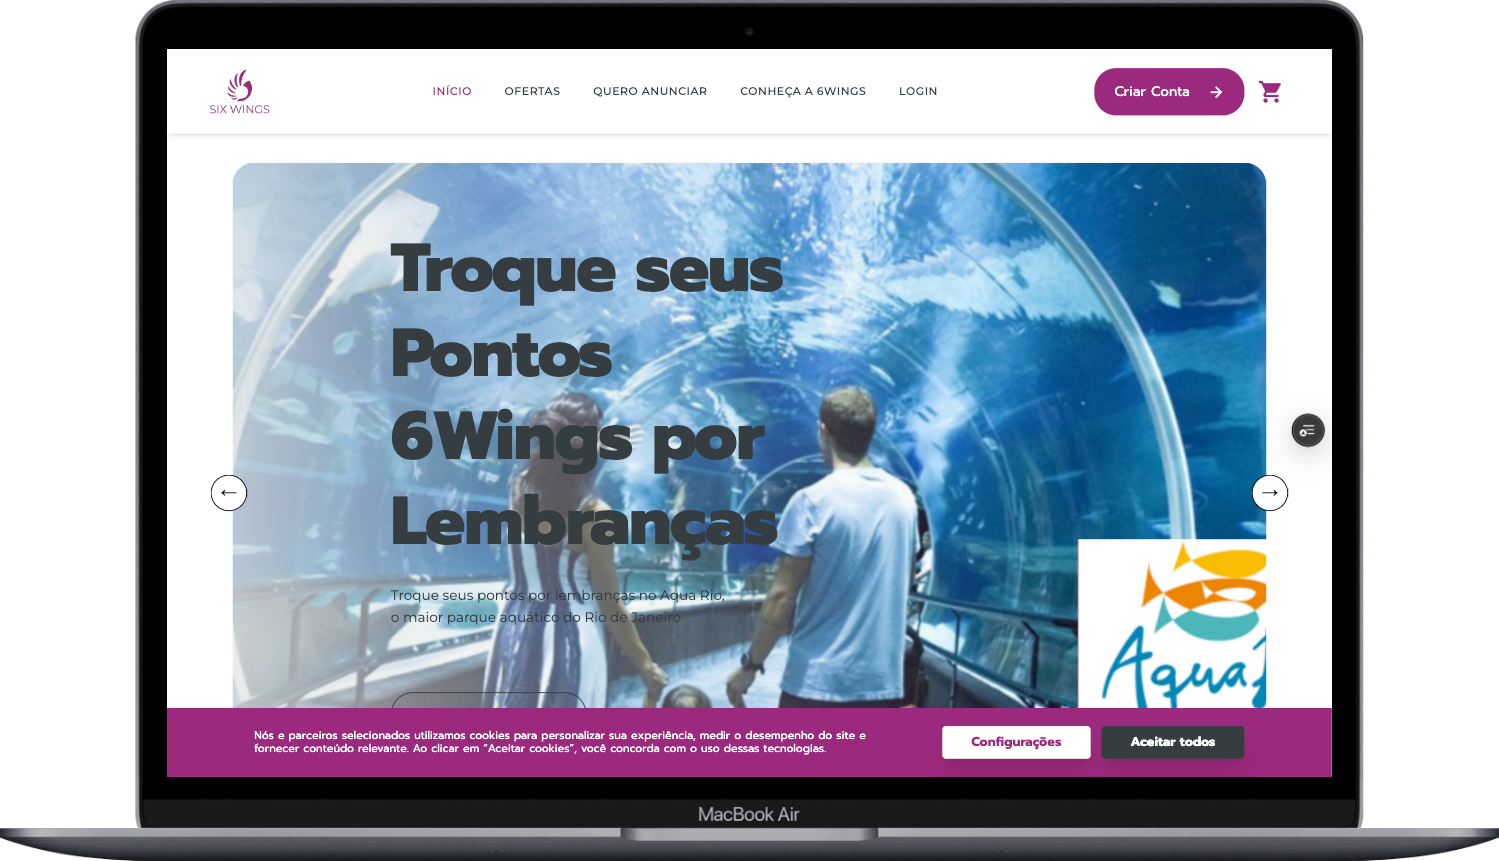 SIX WINGS
INÍCIO
OFERTAS
QUERO ANUNCIAR
CONHEÇA A 6WINGS
LOGIN
Criar Conta
Troque seus
Pontos
6Wings por
Lembranças
Troque seus pontos por lembranças no Aqua Rio,
o maior parque aquático do Rio de Janeiro
Aqua
Nós e parceiros selecionados utilizamos cookies para personalizar sua experiência, medir o desempenho do site e
fornecer conteúdo relevante. Ao clicar em “Aceitar cookies”, você concorda com o uso dessas tecnologias.
Configurações
Aceitar todos
MacBook Air